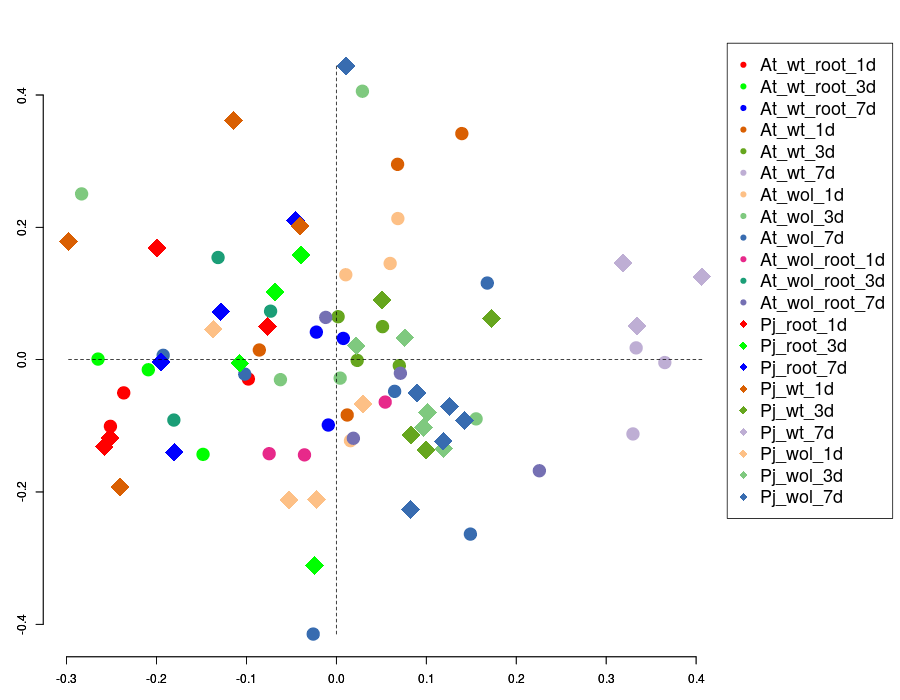 At_wt_root_1d
At_wt_root_3d
At_wt_root_7d
At_wt_1d
At_wt_3d
At_wt_7d
At_wol_1d
At_wol_3d
At_wol_7d
At_wol_root_1d
At_wol_root_3d
At_wol_root_7d
Pj_root_1d
Pj_root_3d
Pj_root_7d
Pj_wt_1d
Pj_wt_3d
Pj_wt_7d
Pj_wol_1d
Pj_wol_3d
Pj_wol_7d
0.4
0.2
0.0
-0.2
-0.4
-0.3 -0.2 -0.1 0.0 0.1 0.2 0.3 0.4